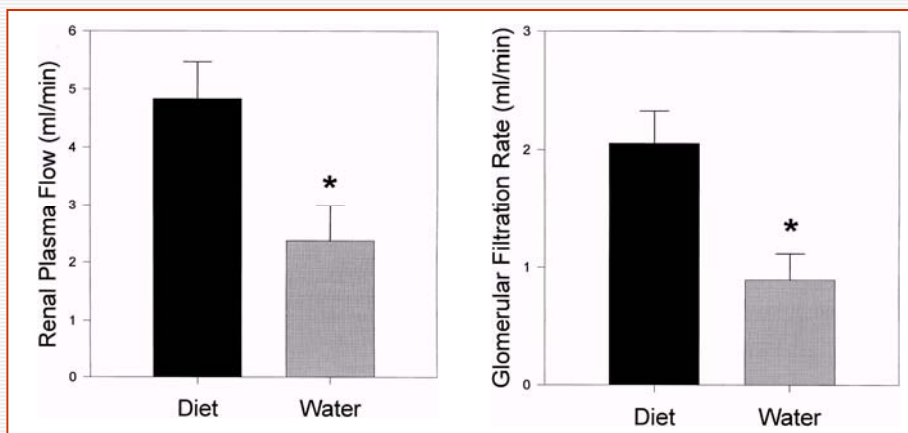 Renal Plasma Flow (ml/min)
6
5
4
3
2
1
0
*
Diet
Water
Glomerular Filtration Rate (ml/min)
3
2
1
0
*
Diet
Water